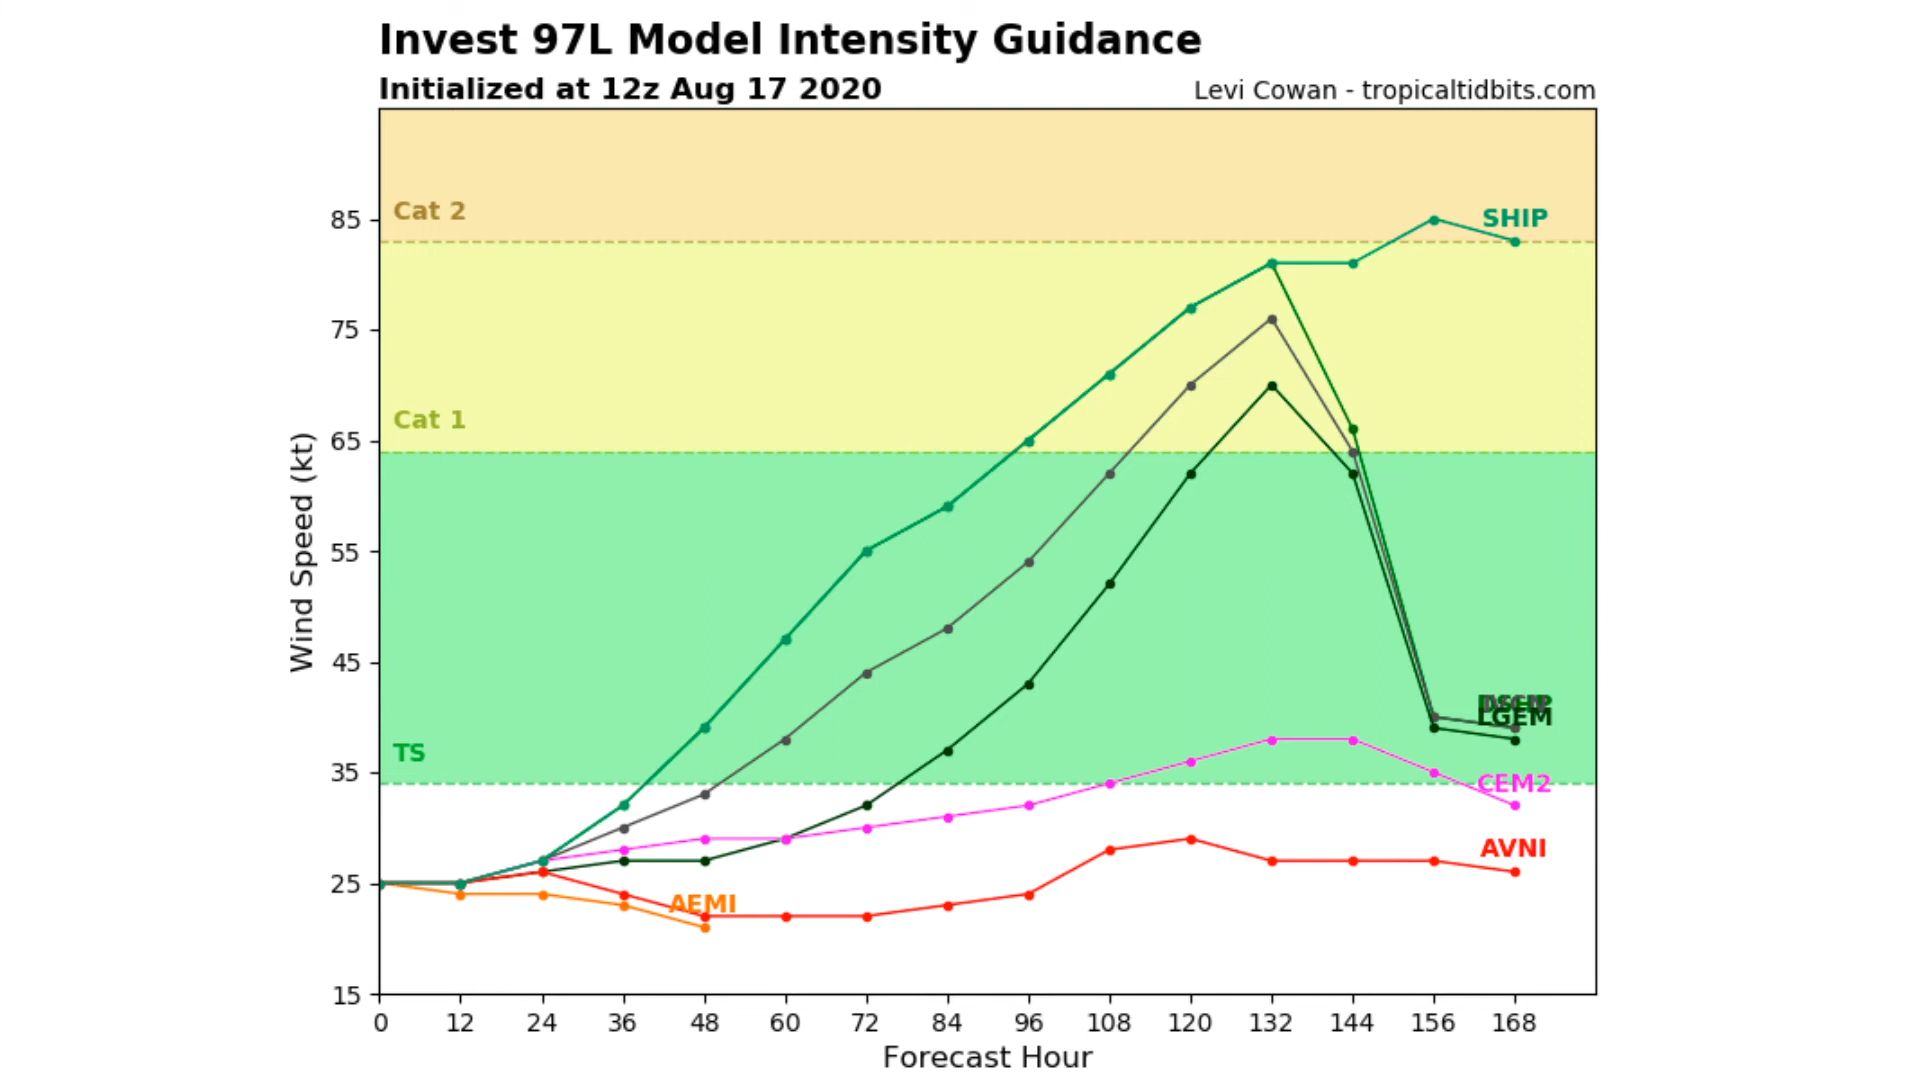 Invest 97L Model Intensity Guidance
Initialized at 12z Aug 17 2020
Levi Cowan - tropicaltidbits.com
Cat 2
85
SHIP
75
Cat 1
65
Wind Speed (kt)
55
45
LGEM
TS
35
CEM2
AVNI
25
AEMI
15
0 12 24 36 48 60 72 84 96 108 120 132 144 156 168
Forecast Hour